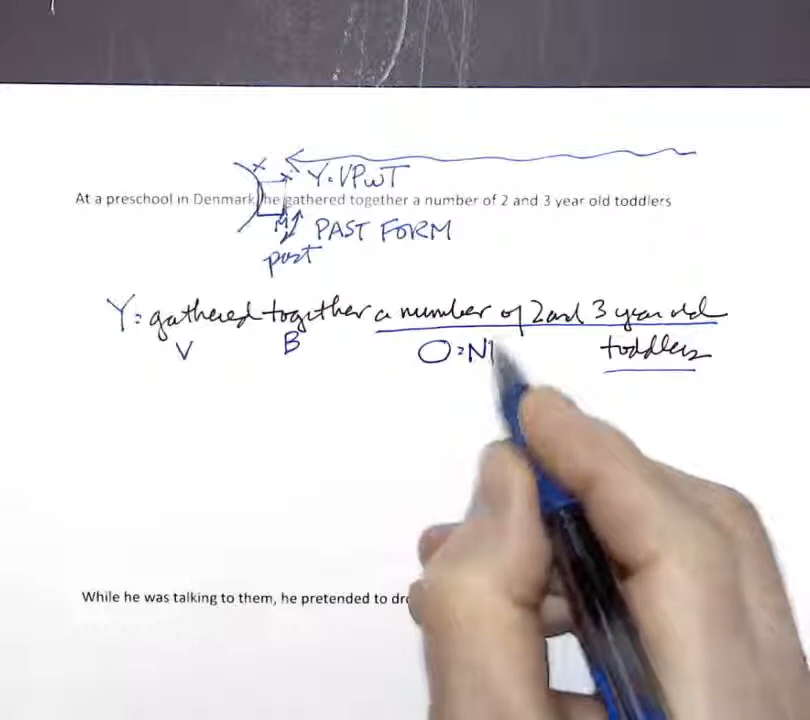 Y=VPwT
At a preschool in Denmark, he gathered together a number of 2 and 3 year old toddlers
M PAST FORM
past
Y=gathered together a number of 2 and 3 year old
V B O=N toddlers
While he was talking to them, he pretended to